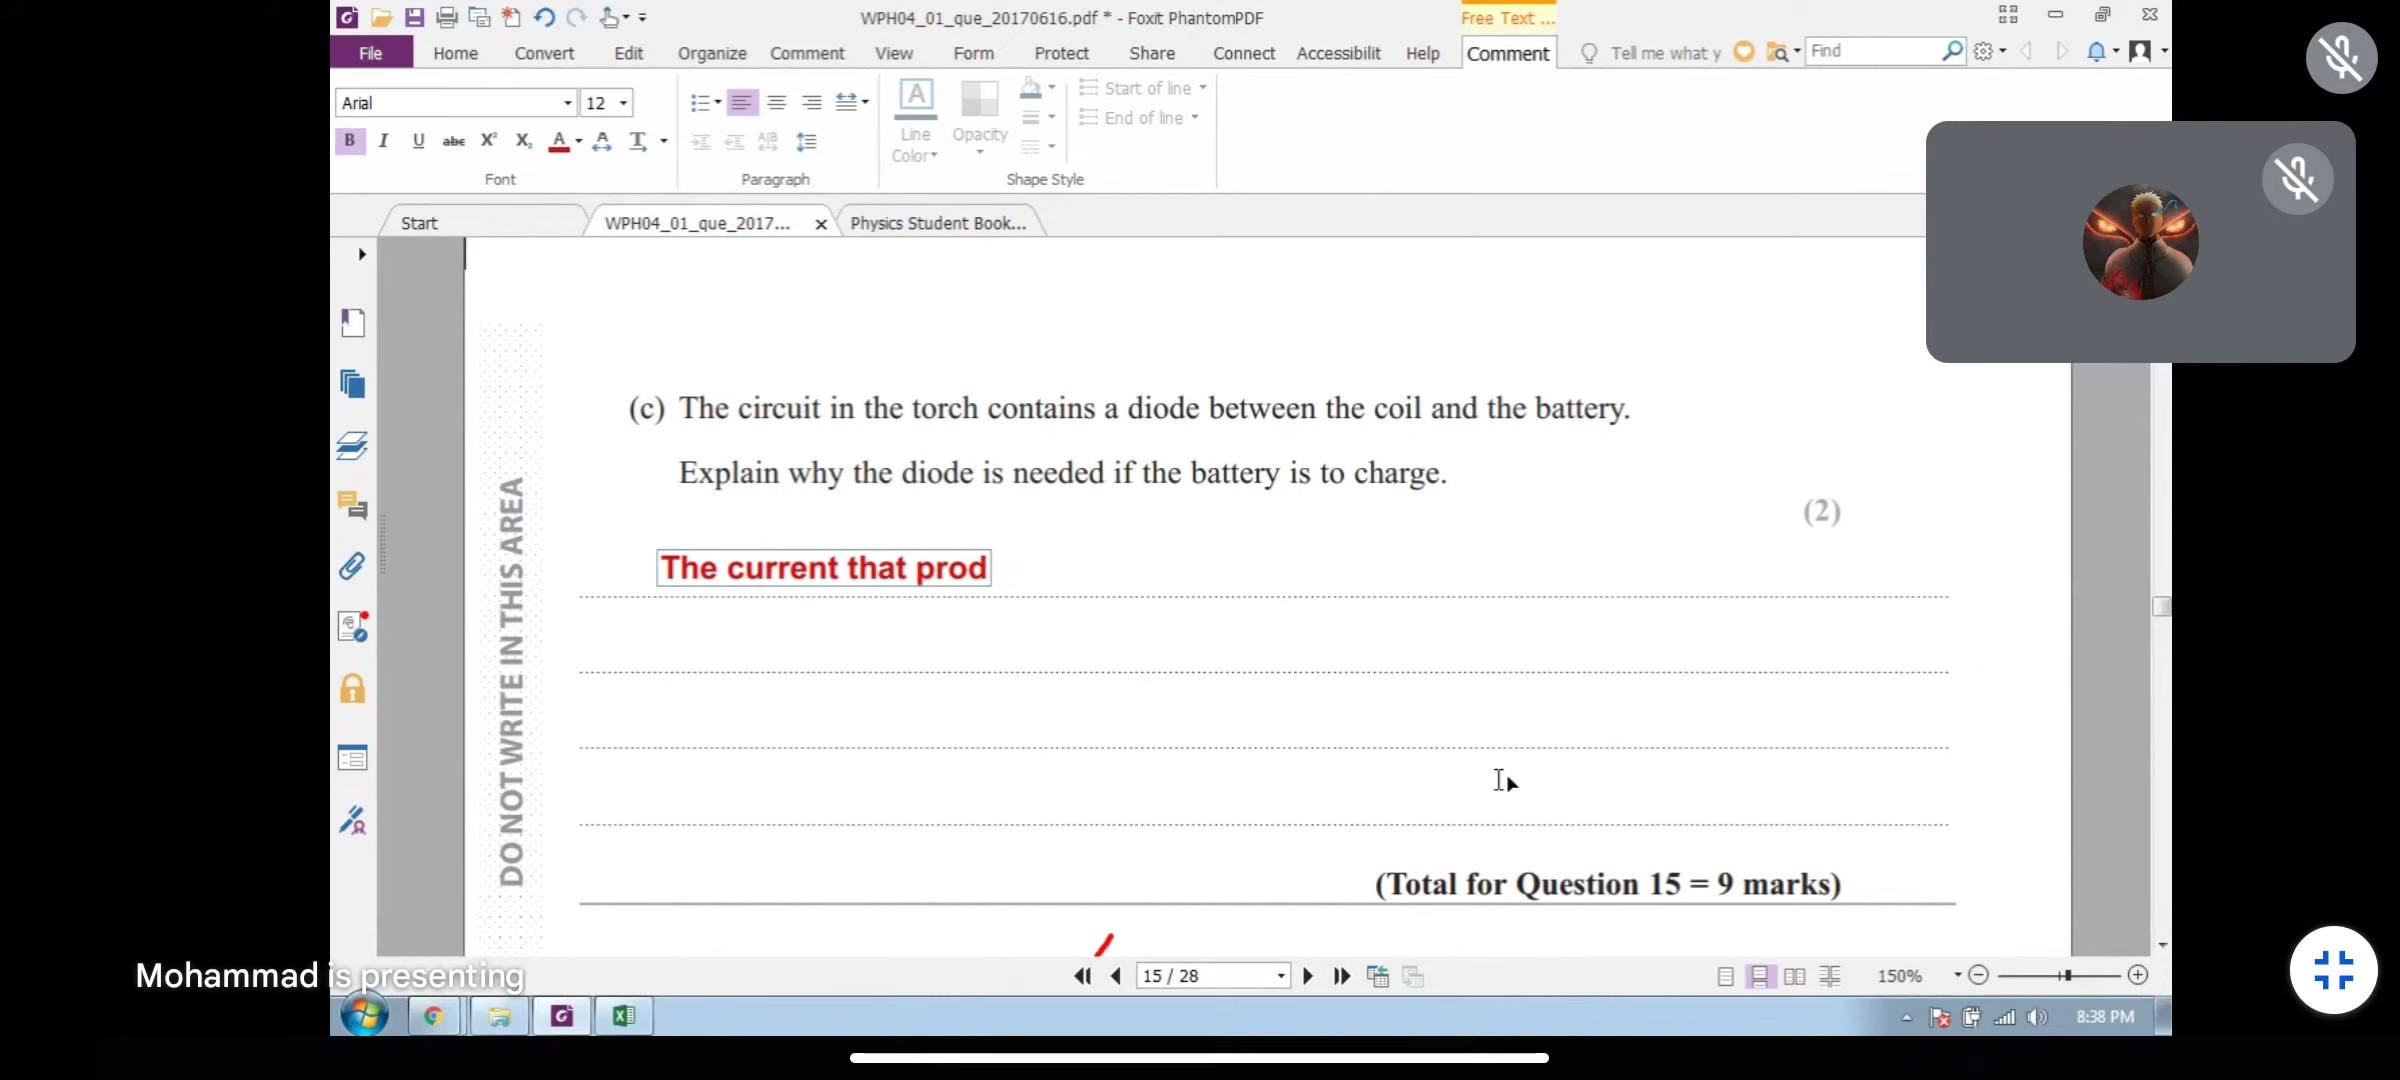 WPH04_01_que_20170616.pdf * - Foxit PhantomPDF
Free Text ...
File Home Convert Edit Organize Comment View Form Protect Share Connect Accessibilit Help Comment Tell me what y Find
Arial 12
Start of line
End of line
Line Color
Opacity
Font Paragraph Shape Style
Start WPH04_01_que_2017... Physics Student Book...
DO NOT WRITE IN THIS AREA
(c) The circuit in the torch contains a diode between the coil and the battery.
Explain why the diode is needed if the battery is to charge.
(2)
The current that prod
(Total for Question 15 = 9 marks)
Mohammad is presenting
15 / 28
150%
8:38 PM